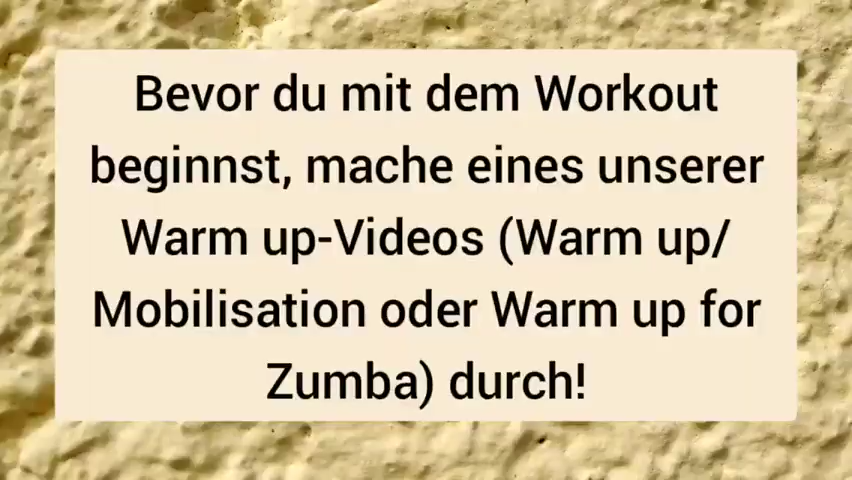 Bevor du mit dem Workout
beginnst, mache eines unserer
Warm up-Videos (Warm up/
Mobilisation oder Warm up for
Zumba) durch!